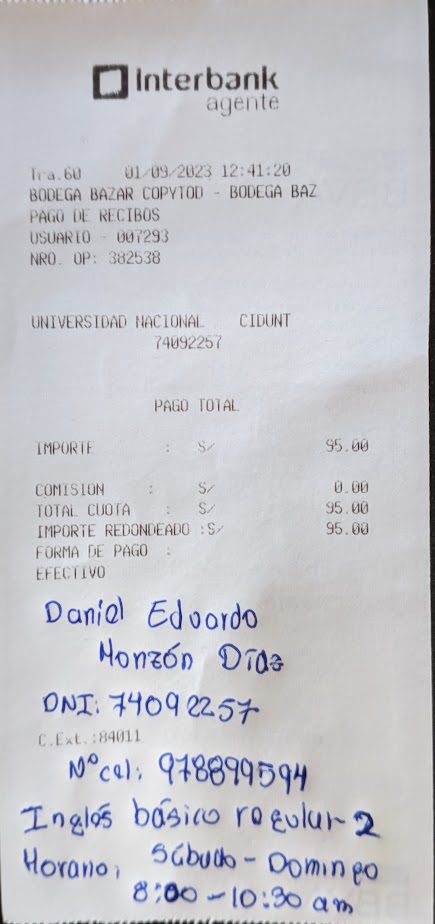 Interbank
agente
Tra.60 01/09/2023 12:41:20
BODEGA BAZAR COPYTOD - BODEGA BAZ
PAGO DE RECIBOS
USUARIO - 007293
NRO. OP: 382538
UNIVERSIDAD NACIONAL CIDUNT
74092257
PAGO TOTAL
IMPORTE : S/ 95.00
COMISION : S/ 0.00
TOTAL CUOTA : S/ 95.00
IMPORTE REDONDEADO :S/ 95.00
FORMA DE PAGO :
EFECTIVO
Daniel Eduardo
Monzón Díaz
DNI: 74092257
C.Ext.:84011
N° cel: 978899594
Inglés básico regular 2
Horario: Sábado - Domingo
8:00 - 10:30 am